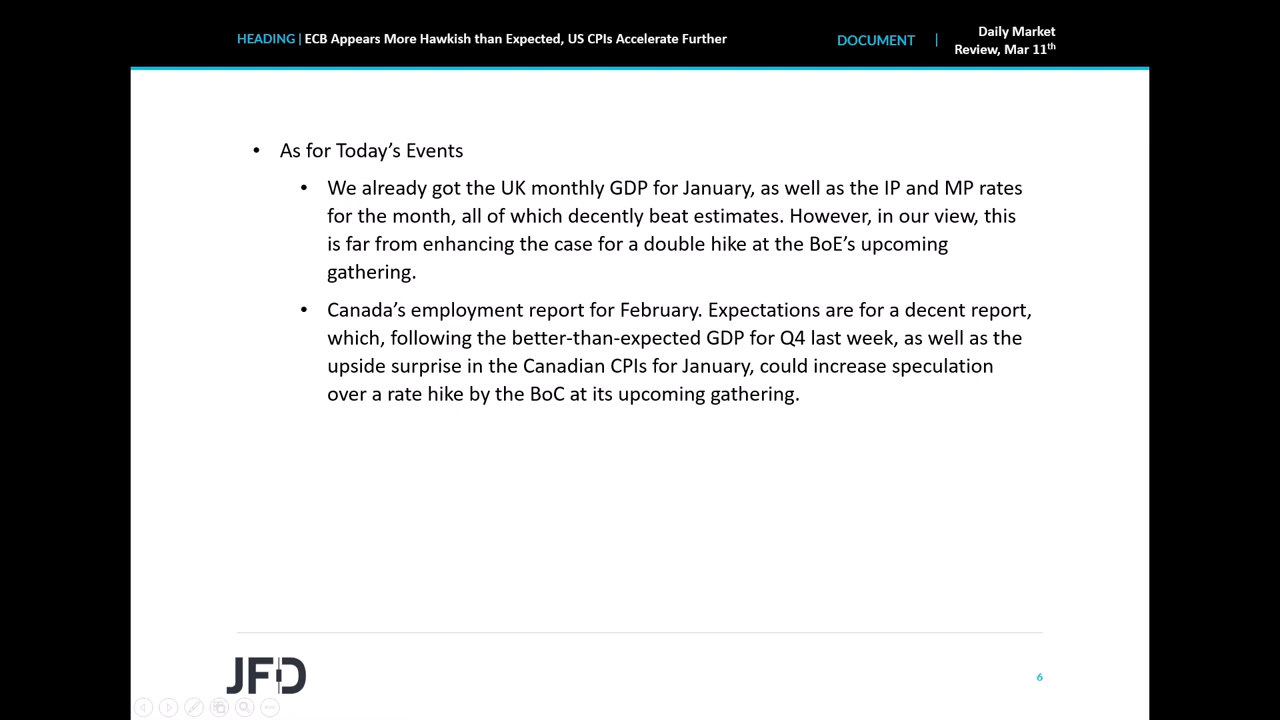 HEADING | ECB Appears More Hawkish than Expected, US CPIs Accelerate Further
DOCUMENT |
Daily Market
Review, Mar 11th
• As for Today’s Events
• We already got the UK monthly GDP for January, as well as the IP and MP rates
for the month, all of which decently beat estimates. However, in our view, this
is far from enhancing the case for a double hike at the BoE’s upcoming
gathering.
• Canada’s employment report for February. Expectations are for a decent report,
which, following the better-than-expected GDP for Q4 last week, as well as the
upside surprise in the Canadian CPIs for January, could increase speculation
over a rate hike by the BoC at its upcoming gathering.
JFD
6